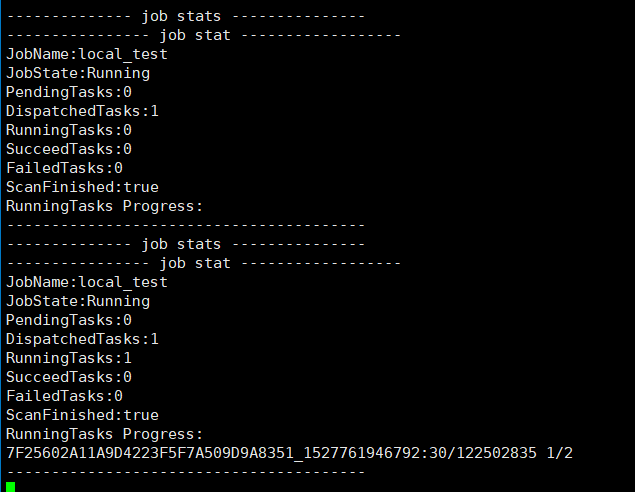 -------------- job stats ---------------
---------------- job stat ------------------
JobName:local_test
JobState:Running
PendingTasks:0
DispatchedTasks:1
RunningTasks:0
SucceedTasks:0
FailedTasks:0
ScanFinished:true
RunningTasks Progress:
----------------------------------------
-------------- job stats ---------------
---------------- job stat ------------------
JobName:local_test
JobState:Running
PendingTasks:0
DispatchedTasks:1
RunningTasks:1
SucceedTasks:0
FailedTasks:0
ScanFinished:true
RunningTasks Progress:
7F25602A11A9D4223F5F7A509D9A8351_1527761946792:30/122502835 1/2
----------------------------------------